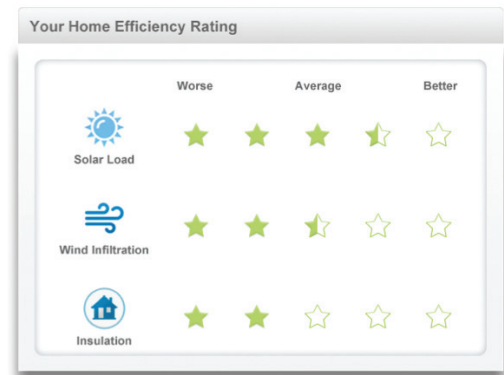 Your Home Efficiency Rating
Worse Average Better
Solar Load
Wind Infiltration
Insulation